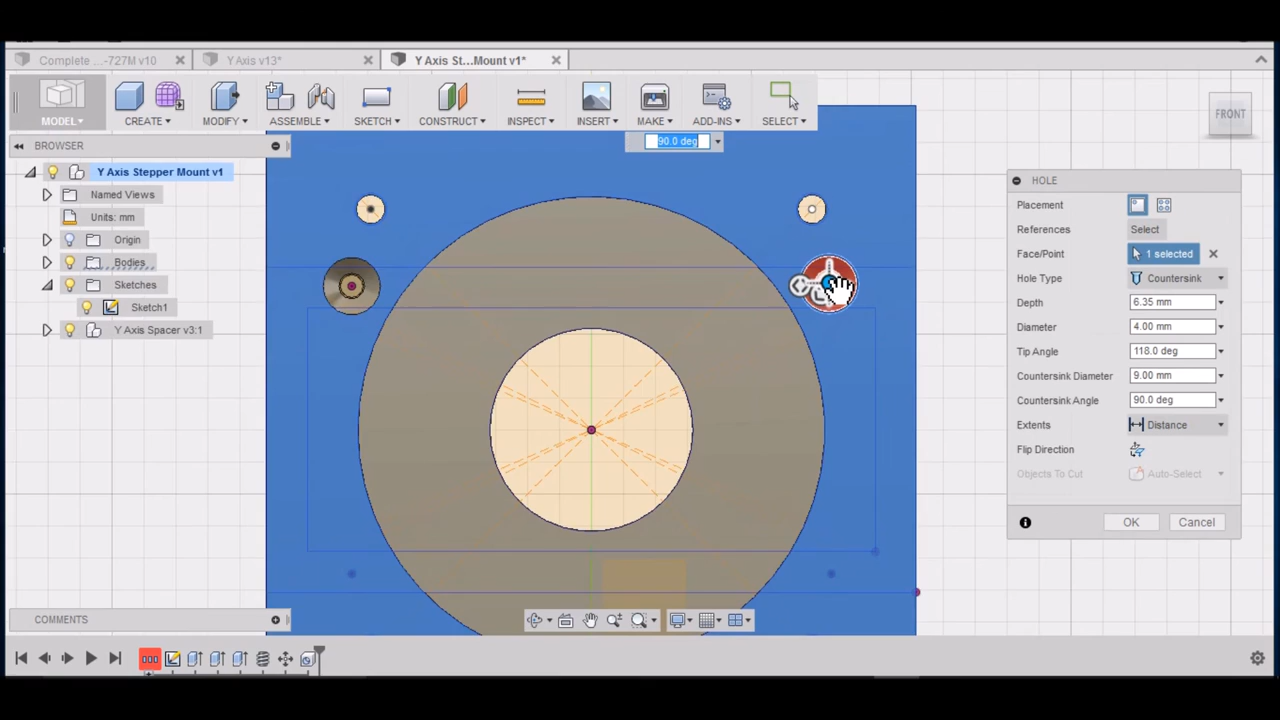 Complete ...-727M v10
Y Axis v13*
Y Axis St...Mount v1*
MODEL
CREATE
MODIFY
ASSEMBLE
SKETCH
CONSTRUCT
INSPECT
INSERT
MAKE
ADD-INS
SELECT
BROWSER
90.0 deg
FRONT
Y Axis Stepper Mount v1
Named Views
Units: mm
Origin
Bodies
Sketches
Sketch1
Y Axis Spacer v3:1
HOLE
Placement
References
Select
Face/Point
1 selected
Hole Type
Countersink
Depth
6.35 mm
Diameter
4.00 mm
Tip Angle
118.0 deg
Countersink Diameter
9.00 mm
Countersink Angle
90.0 deg
Extents
Distance
Flip Direction
Objects To Cut
Auto-Select
OK
Cancel
COMMENTS